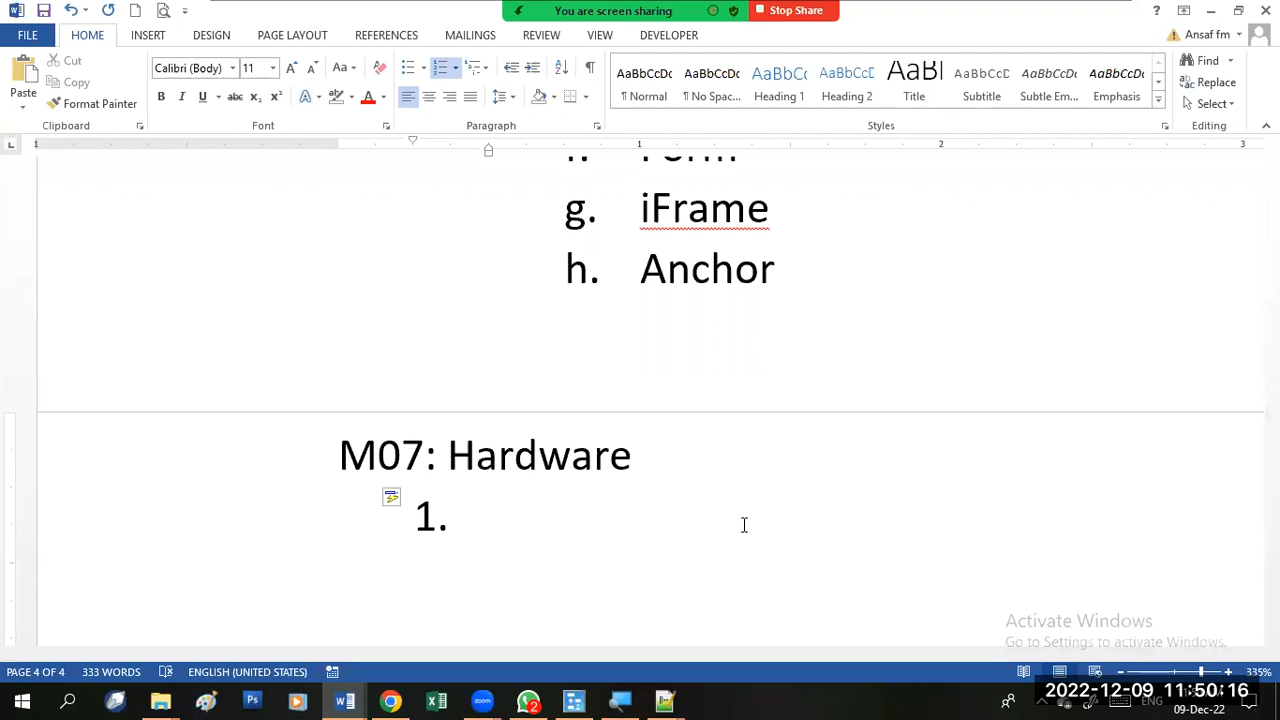 You are screen sharing
Stop Share
FILE
HOME
INSERT
DESIGN
PAGE LAYOUT
REFERENCES
MAILINGS
REVIEW
VIEW
DEVELOPER
Ansaf fm
Paste
Cut
Copy
Format Painter
Clipboard
Calibri (Body)
11
Font
Paragraph
AaBbCcDc
¶ Normal
AaBbCcDc
¶ No Spac...
AaBbCc
Heading 1
AaBbCcD
Heading 2
AaBl
Title
AaBbCcD
Subtitle
AaBbCcDc
Subtle Em...
AaBbCcDc
Emphasis
Styles
Find
Replace
Select
Editing
g. iFrame
h. Anchor
M07: Hardware
1.
Activate Windows
Go to Settings to activate Windows.
PAGE 4 OF 4
333 WORDS
ENGLISH (UNITED STATES)
335%
2022-12-09 11:50:16
ENG
09-Dec-22